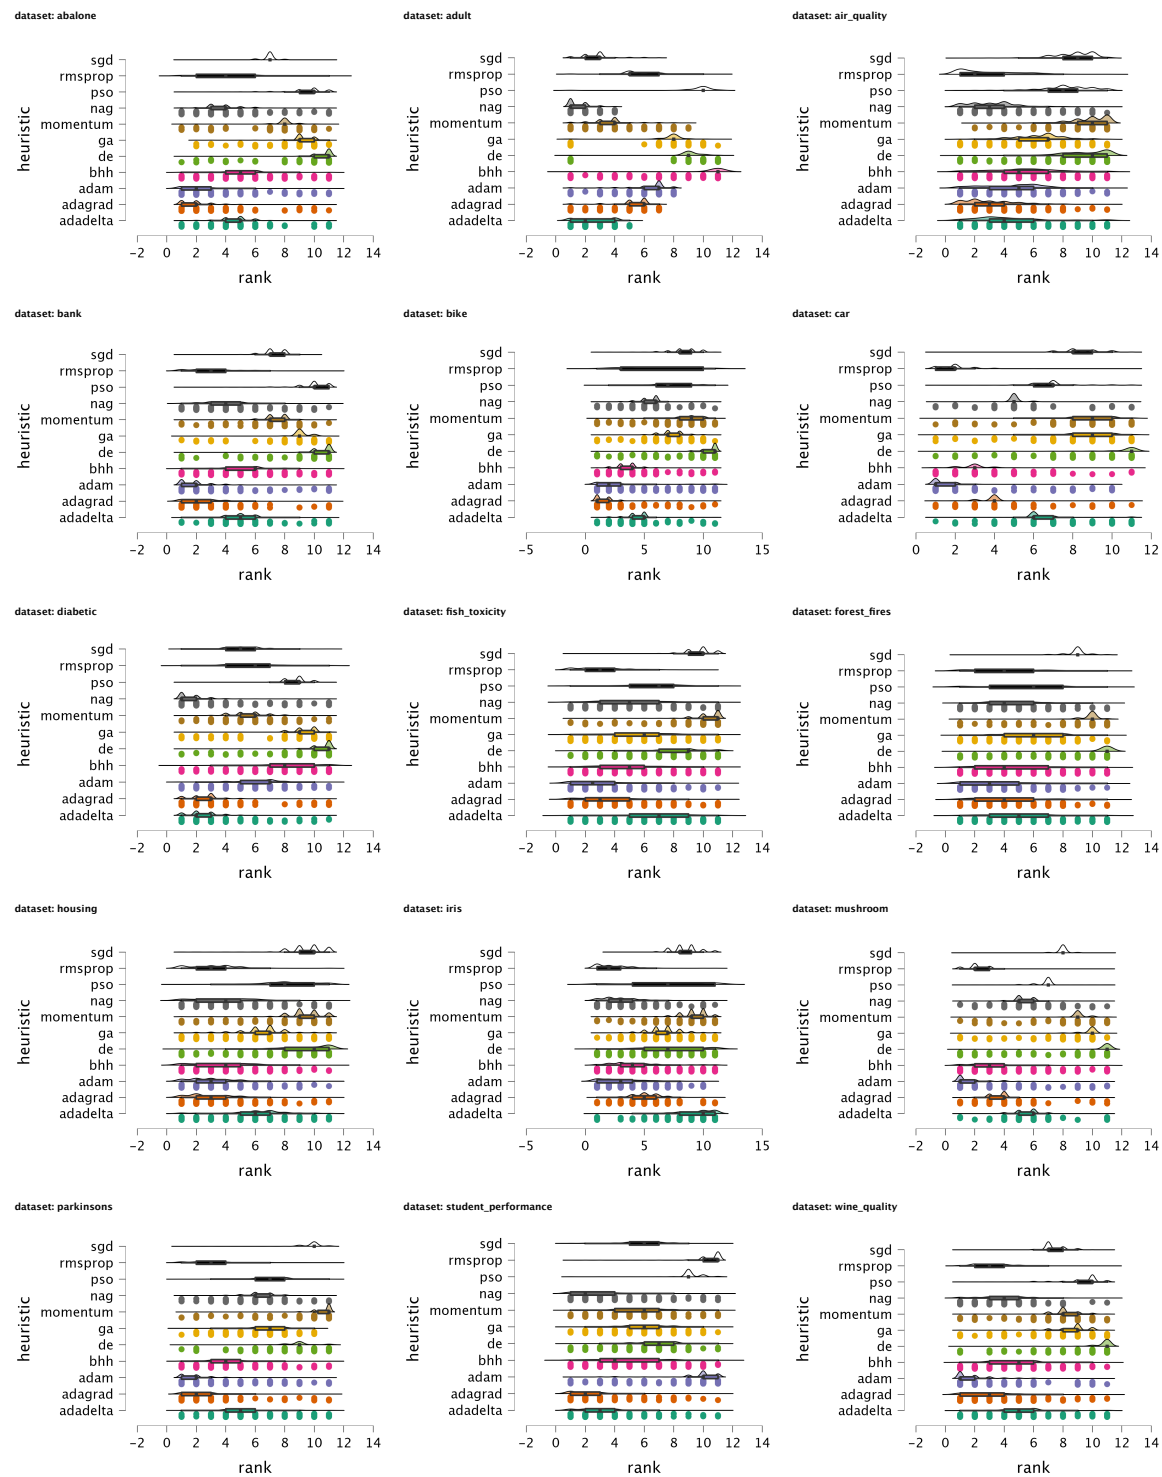 dataset: abalone
heuristic
sgd
rmsprop
pso
nag
momentum
ga
de
bhh
adam
adagrad
adadelta
−2 0 2 4 6 8 10 12 14
rank
dataset: adult
heuristic
sgd
rmsprop
pso
nag
momentum
ga
de
bhh
adam
adagrad
adadelta
−2 0 2 4 6 8 10 12 14
rank
dataset: air_quality
heuristic
sgd
rmsprop
pso
nag
momentum
ga
de
bhh
adam
adagrad
adadelta
−2 0 2 4 6 8 10 12 14
rank
dataset: bank
heuristic
sgd
rmsprop
pso
nag
momentum
ga
de
bhh
adam
adagrad
adadelta
−2 0 2 4 6 8 10 12 14
rank
dataset: bike
heuristic
sgd
rmsprop
pso
nag
momentum
ga
de
bhh
adam
adagrad
adadelta
−5 0 5 10 15
rank
dataset: car
heuristic
sgd
rmsprop
pso
nag
momentum
ga
de
bhh
adam
adagrad
adadelta
0 2 4 6 8 10 12
rank
dataset: diabetic
heuristic
sgd
rmsprop
pso
nag
momentum
ga
de
bhh
adam
adagrad
adadelta
−2 0 2 4 6 8 10 12 14
rank
dataset: fish_toxicity
heuristic
sgd
rmsprop
pso
nag
momentum
ga
de
bhh
adam
adagrad
adadelta
−2 0 2 4 6 8 10 12 14
rank
dataset: forest_fires
heuristic
sgd
rmsprop
pso
nag
momentum
ga
de
bhh
adam
adagrad
adadelta
−2 0 2 4 6 8 10 12 14
rank
dataset: housing
heuristic
sgd
rmsprop
pso
nag
momentum
ga
de
bhh
adam
adagrad
adadelta
−2 0 2 4 6 8 10 12 14
rank
dataset: iris
heuristic
sgd
rmsprop
pso
nag
momentum
ga
de
bhh
adam
adagrad
adadelta
−5 0 5 10 15
rank
dataset: mushroom
heuristic
sgd
rmsprop
pso
nag
momentum
ga
de
bhh
adam
adagrad
adadelta
−2 0 2 4 6 8 10 12 14
rank
dataset: parkinsons
heuristic
sgd
rmsprop
pso
nag
momentum
ga
de
bhh
adam
adagrad
adadelta
−2 0 2 4 6 8 10 12 14
rank
dataset: student_performance
heuristic
sgd
rmsprop
pso
nag
momentum
ga
de
bhh
adam
adagrad
adadelta
−2 0 2 4 6 8 10 12 14
rank
dataset: wine_quality
heuristic
sgd
rmsprop
pso
nag
momentum
ga
de
bhh
adam
adagrad
adadelta
−2 0 2 4 6 8 10 12 14
rank